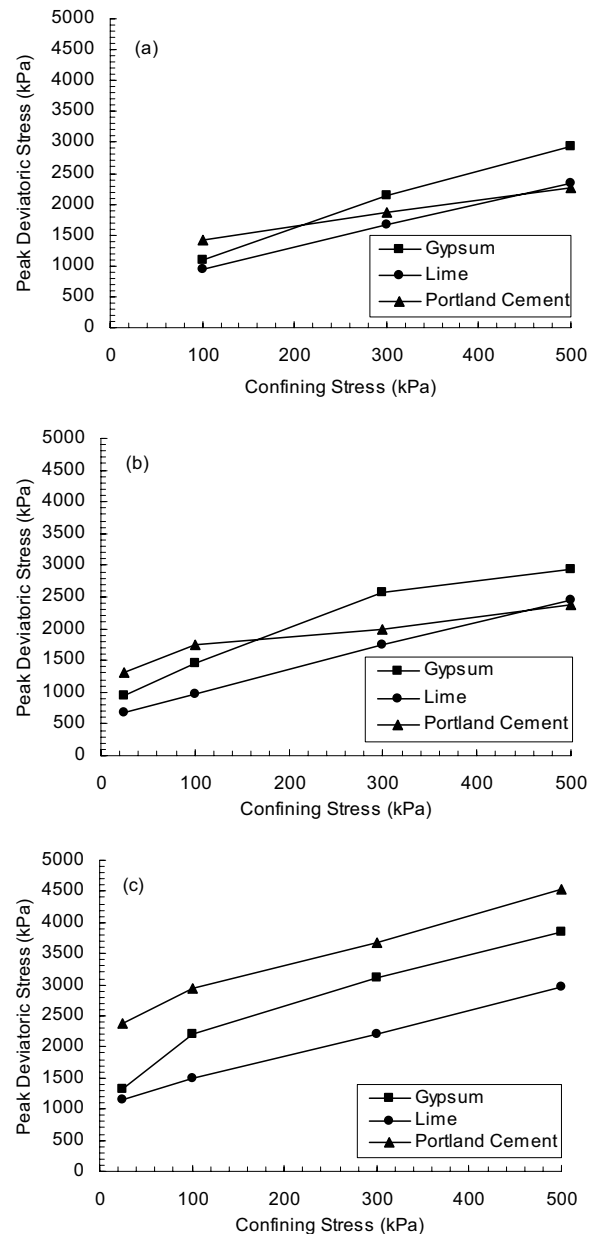 (a)
Peak Deviatoric Stress (kPa)
5000
4500
4000
3500
3000
2500
2000
1500
1000
500
0
Gypsum
Lime
Portland Cement
0 100 200 300 400 500
Confining Stress (kPa)
(b)
Peak Deviatoric Stress (kPa)
5000
4500
4000
3500
3000
2500
2000
1500
1000
500
0
Gypsum
Lime
Portland Cement
0 100 200 300 400 500
Confining Stress (kPa)
(c)
Peak Deviatoric Stress (kPa)
5000
4500
4000
3500
3000
2500
2000
1500
1000
500
0
Gypsum
Lime
Portland Cement
0 100 200 300 400 500
Confining Stress (kPa)